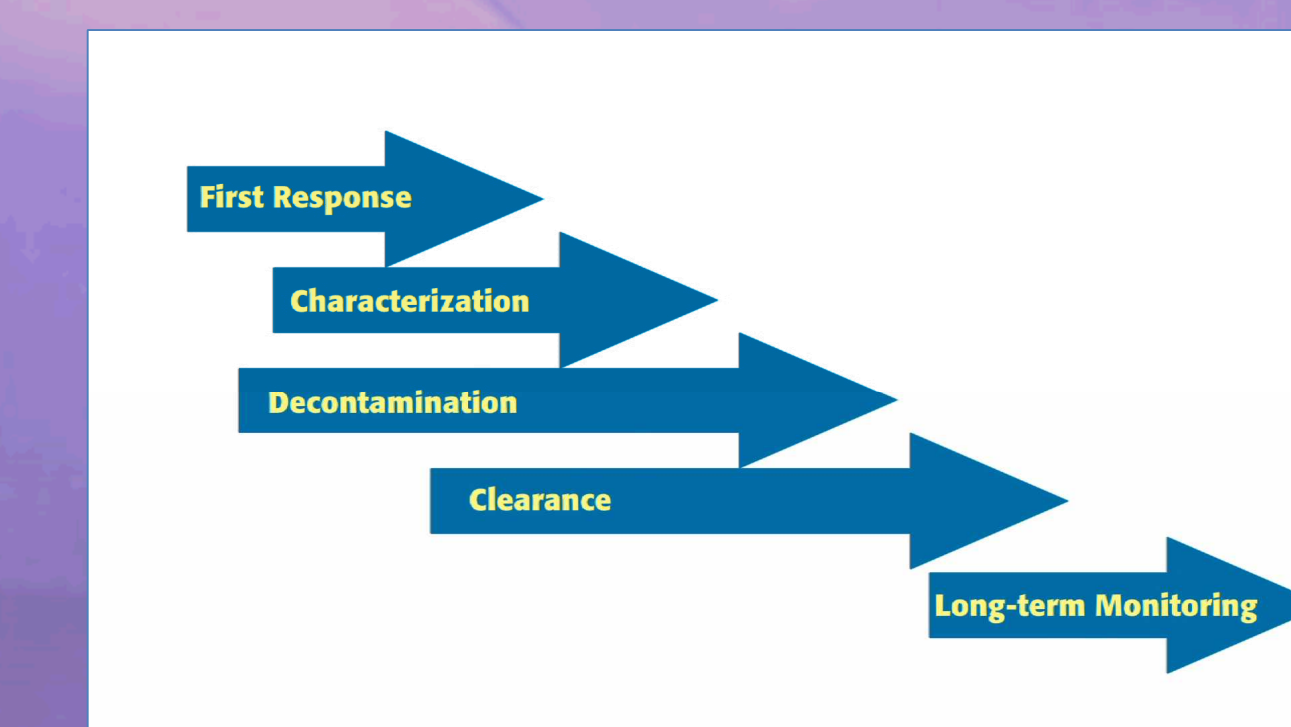 First Response
Characterization
Decontamination
Clearance
Long-term Monitoring